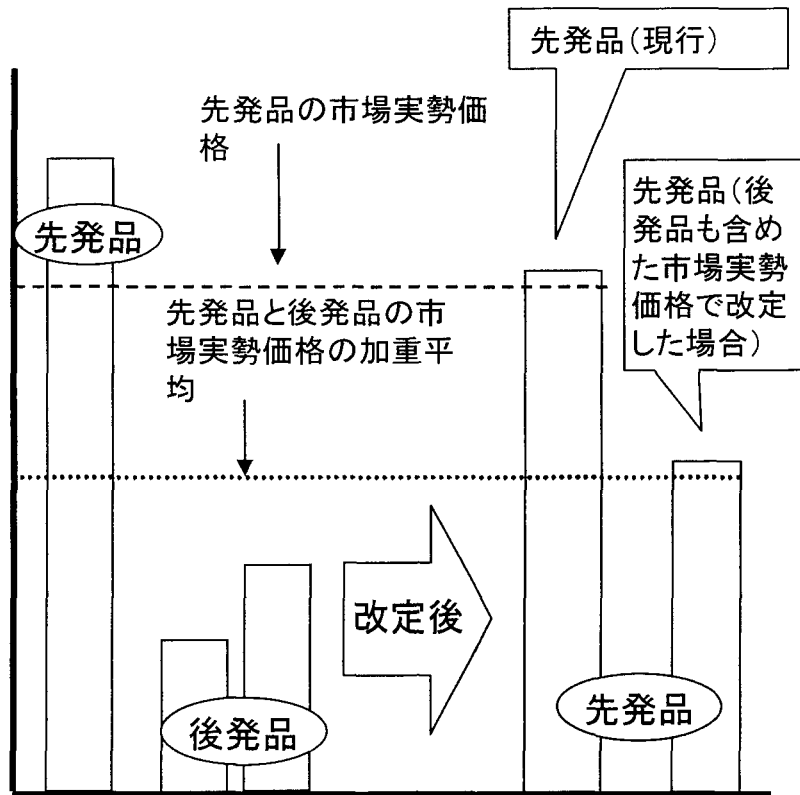 先発品(現行)
先発品の市場実勢価
格
先発品(後
発品も含め
た市場実勢
価格で改定
した場合)
先発品
先発品と後発品の市
場実勢価格の加重平
均
改定後
後発品
先発品